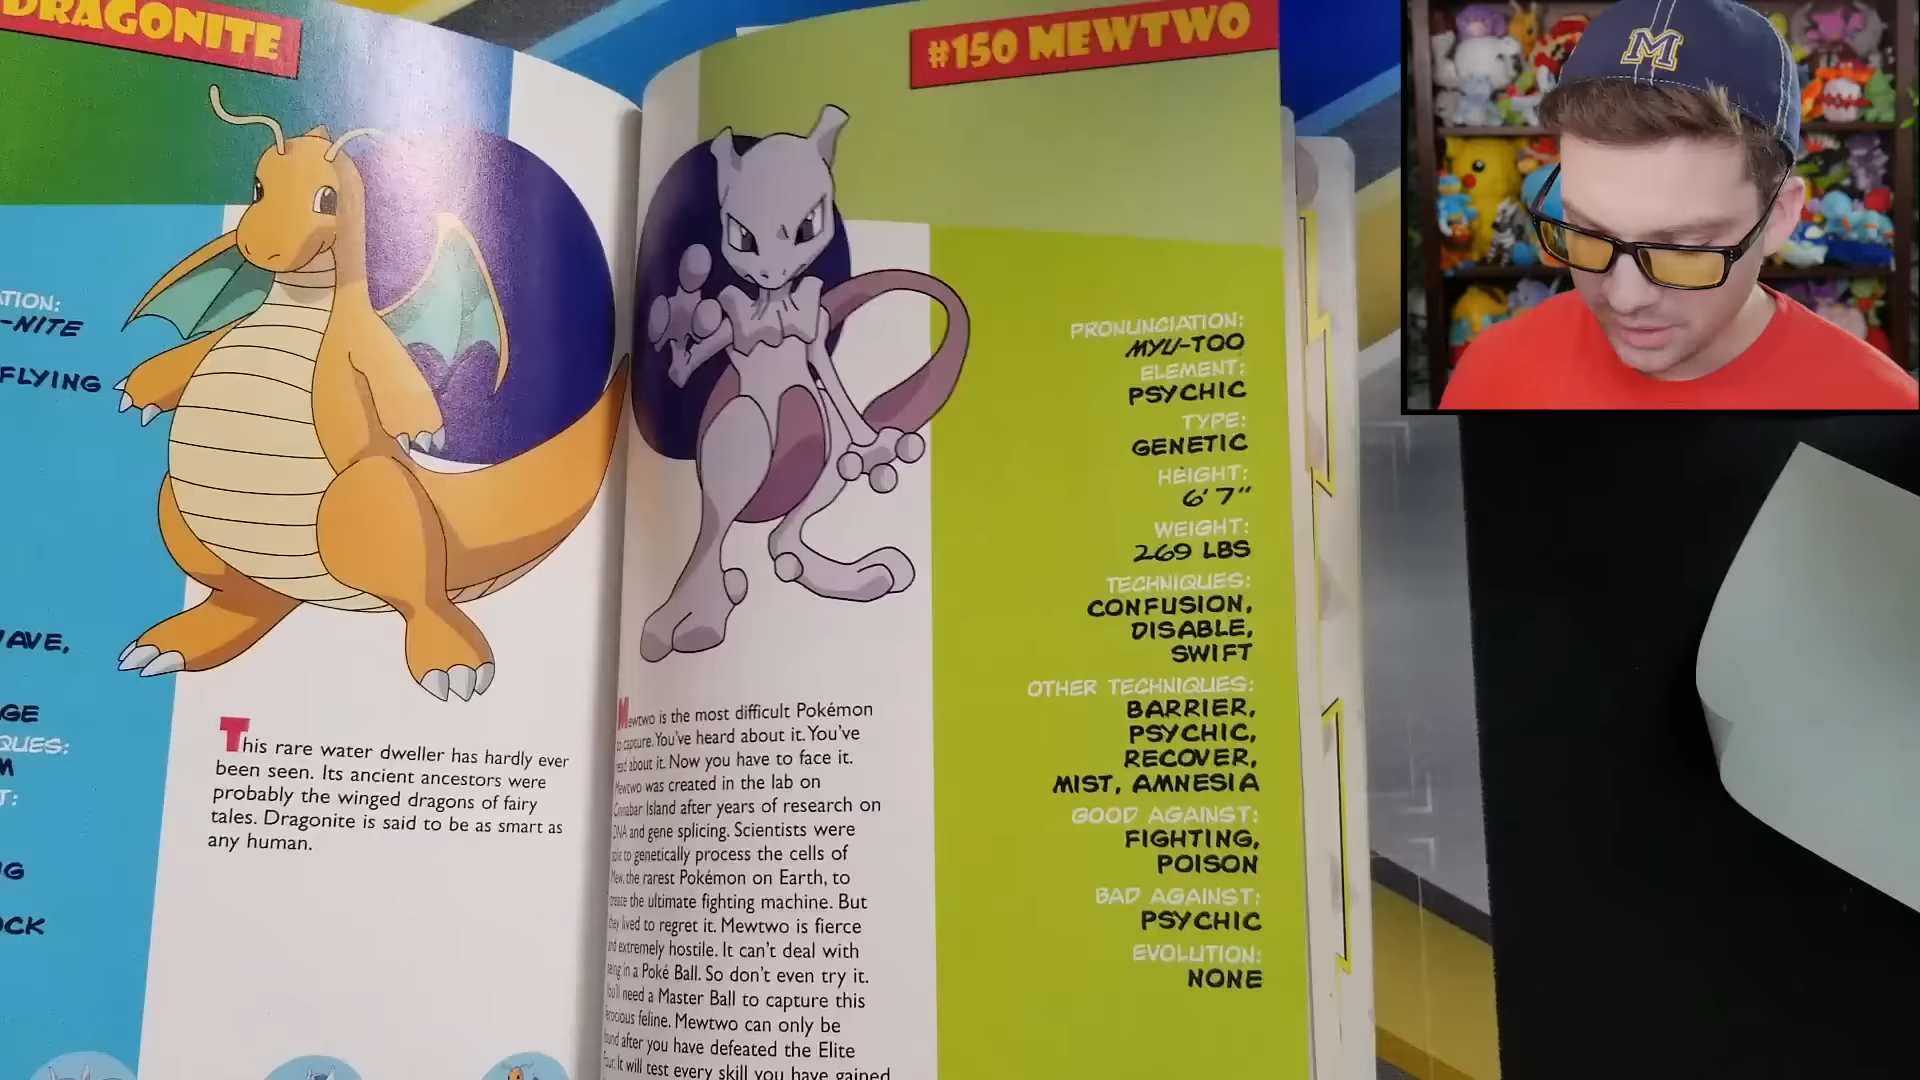 DRAGONITE
ATION:
-NITE
FLYING
AVE,
GE
QUES:
M
T:
G
OCK
This rare water dweller has hardly ever
been seen. Its ancient ancestors were
probably the winged dragons of fairy
tales. Dragonite is said to be as smart as
any human.
#150 MEWTWO
PRONUNCIATION:
MYU-TOO
ELEMENT:
PSYCHIC
TYPE:
GENETIC
HEIGHT:
6' 7"
WEIGHT:
269 LBS
TECHNIQUES:
CONFUSION,
DISABLE,
SWIFT
OTHER TECHNIQUES:
BARRIER,
PSYCHIC,
RECOVER,
MIST, AMNESIA
GOOD AGAINST:
FIGHTING,
POISON
BAD AGAINST:
PSYCHIC
EVOLUTION:
NONE
Mewtwo is the most difficult Pokémon
to capture. You've heard about it. You've
read about it. Now you have to face it.
Mewtwo was created in the lab on
Cinnabar Island after years of research on
DNA and gene splicing. Scientists were
able to genetically process the cells of
Mew, the rarest Pokémon on Earth, to
create the ultimate fighting machine. But
they lived to regret it. Mewtwo is fierce
and extremely hostile. It can't deal with
being in a Poké Ball. So don't even try it.
You'll need a Master Ball to capture this
ferocious feline. Mewtwo can only be
found after you have defeated the Elite
Four. It will test every skill you have gained
M